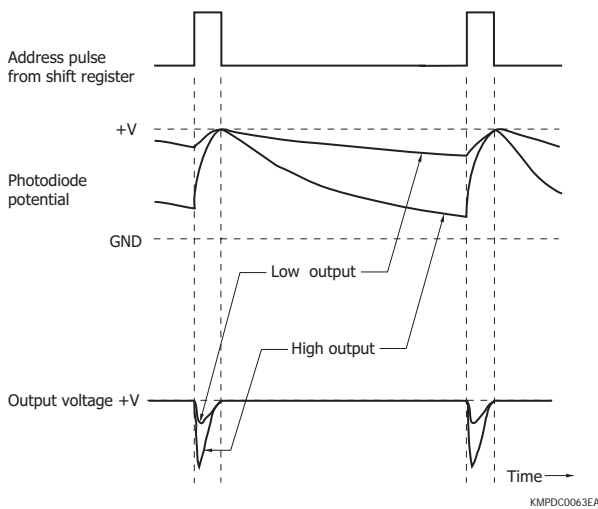 Address pulse
from shift register
+V
Photodiode
potential
GND
Low output
High output
Output voltage +V
Time
KMPDC0063EA